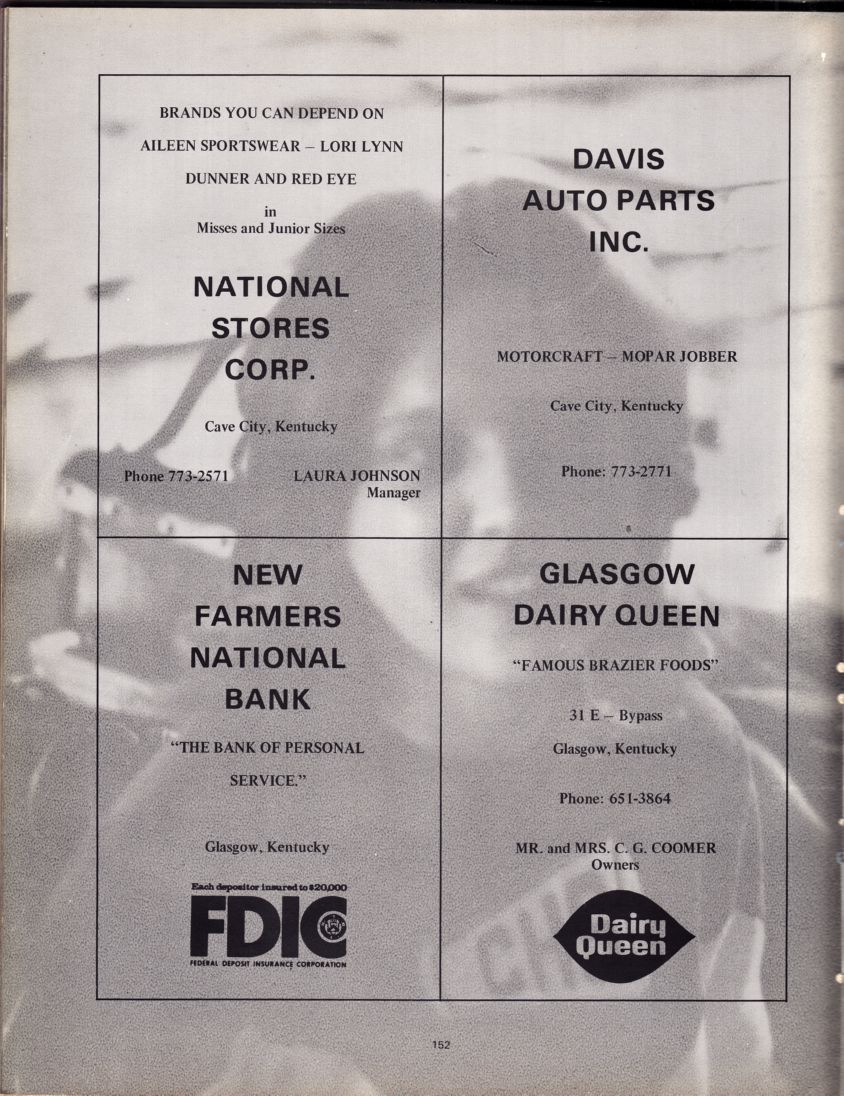 BRANDS YOU CAN DEPEND ON
AILEEN SPORTSWEAR – LORI LYNN
DUNNER AND RED EYE
in
Misses and Junior Sizes
NATIONAL
STORES
CORP.
Cave City, Kentucky
Phone 773-2571 LAURA JOHNSON
Manager
DAVIS
AUTO PARTS
INC.
MOTORCRAFT – MOPAR JOBBER
Cave City, Kentucky
Phone: 773-2771
NEW
FARMERS
NATIONAL
BANK
“THE BANK OF PERSONAL
SERVICE.”
Glasgow, Kentucky
Each depositor insured to $20,000
FDIC
FEDERAL DEPOSIT INSURANCE CORPORATION
GLASGOW
DAIRY QUEEN
“FAMOUS BRAZIER FOODS”
31 E – Bypass
Glasgow, Kentucky
Phone: 651-3864
MR. and MRS. C. G. COOMER
Owners
Dairy
Queen
152